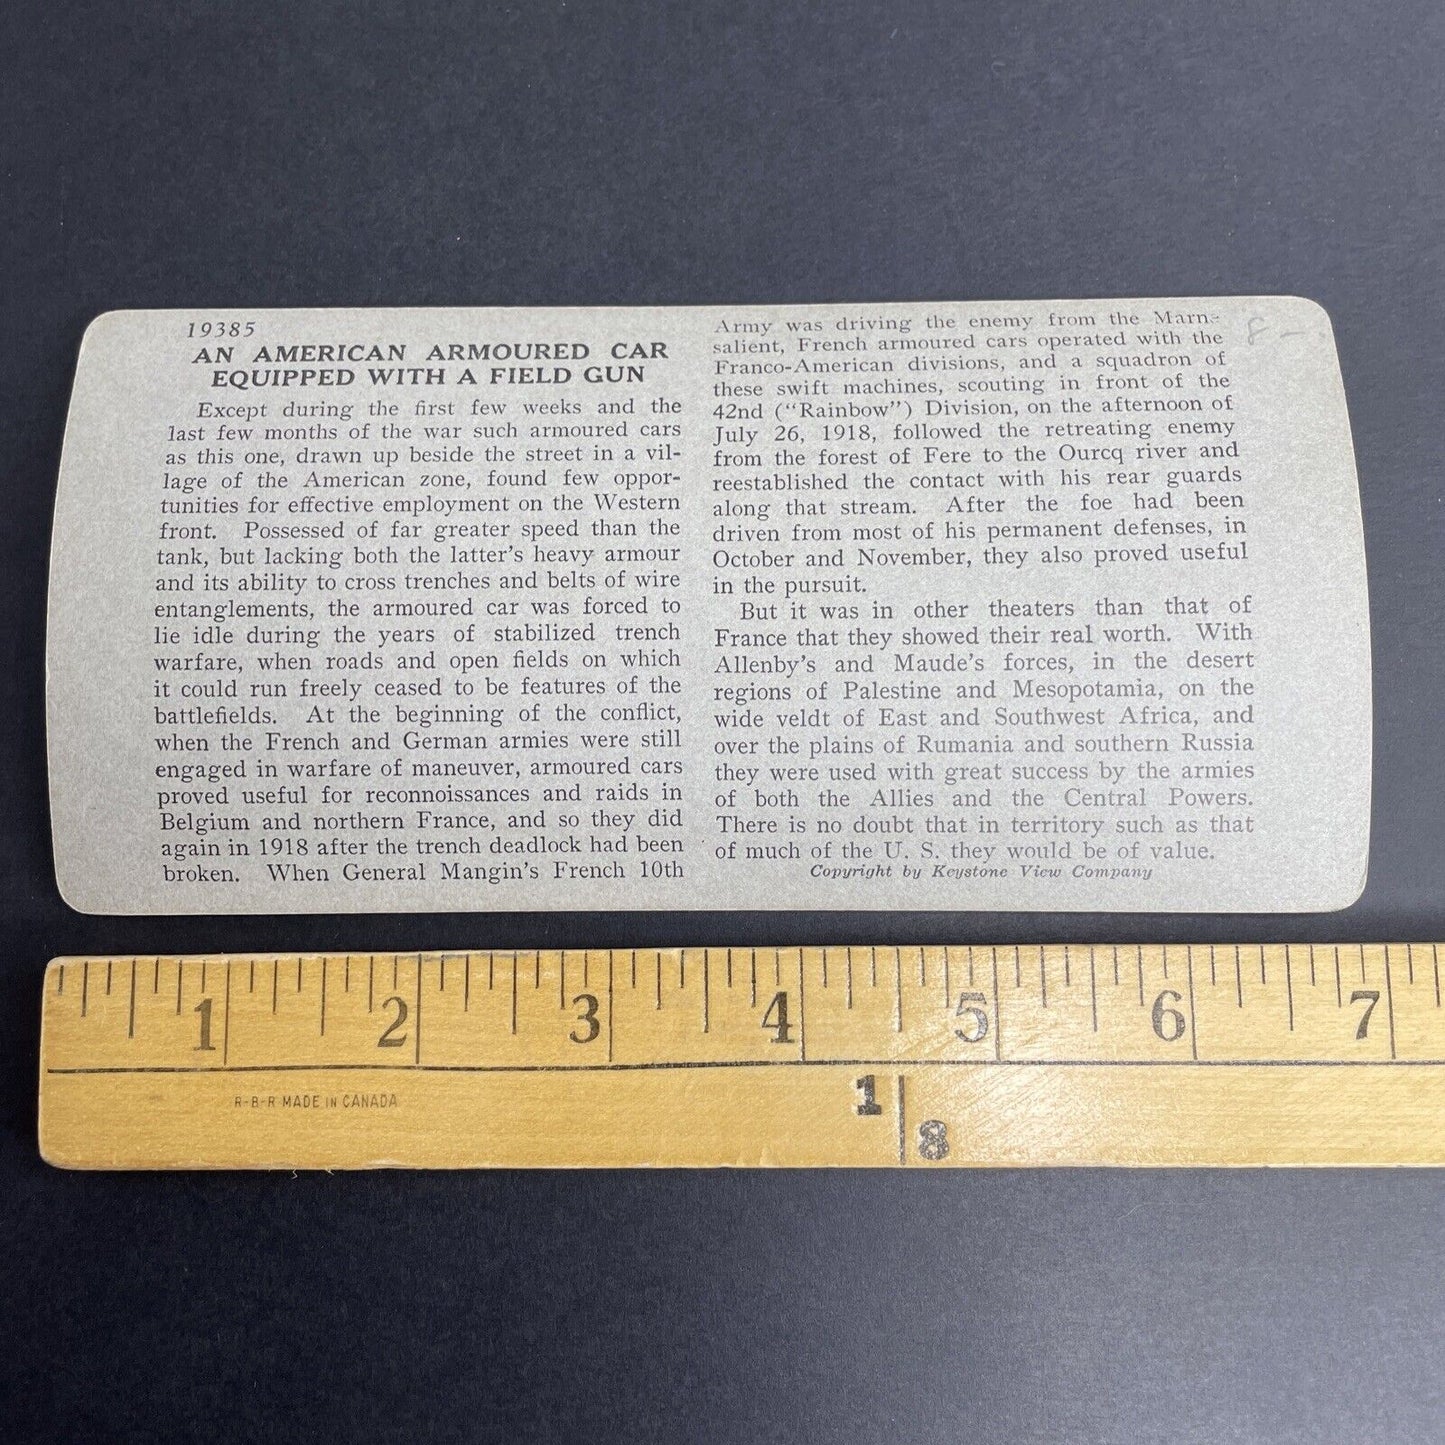 19385
AN AMERICAN ARMOURED CAR
EQUIPPED WITH A FIELD GUN
Except during the first few weeks and the
last few months of the war such armoured cars
as this one, drawn up beside the street in a vil-
lage of the American zone, found few oppor-
tunities for effective employment on the Western
front. Possessed of far greater speed than the
tank, but lacking both the latter's heavy armour
and its ability to cross trenches and belts of wire
entanglements, the armoured car was forced to
lie idle during the years of stabilized trench
warfare, when roads and open fields on which
it could run freely ceased to be features of the
battlefields. At the beginning of the conflict,
when the French and German armies were still
engaged in warfare of maneuver, armoured cars
proved useful for reconnoissances and raids in
Belgium and northern France, and so they did
again in 1918 after the trench deadlock had been
broken. When General Mangin's French 10th
Army was driving the enemy from the Marne
salient, French armoured cars operated with the
Franco-American divisions, and a squadron of
these swift machines, scouting in front of the
42nd ("Rainbow") Division, on the afternoon of
July 26, 1918, followed the retreating enemy
from the forest of Fere to the Ourcq river and
reestablished the contact with his rear guards
along that stream. After the foe had been
driven from most of his permanent defenses, in
October and November, they also proved useful
in the pursuit.
But it was in other theaters than that of
France that they showed their real worth. With
Allenby's and Maude's forces, in the desert
regions of Palestine and Mesopotamia, on the
wide veldt of East and Southwest Africa, and
over the plains of Rumania and southern Russia
they were used with great success by the armies
of both the Allies and the Central Powers.
There is no doubt that in territory such as that
of much of the U. S. they would be of value.
Copyright by Keystone View Company
8-
1 2 3 4 5 6 7
R-B-R MADE IN CANADA
1
8